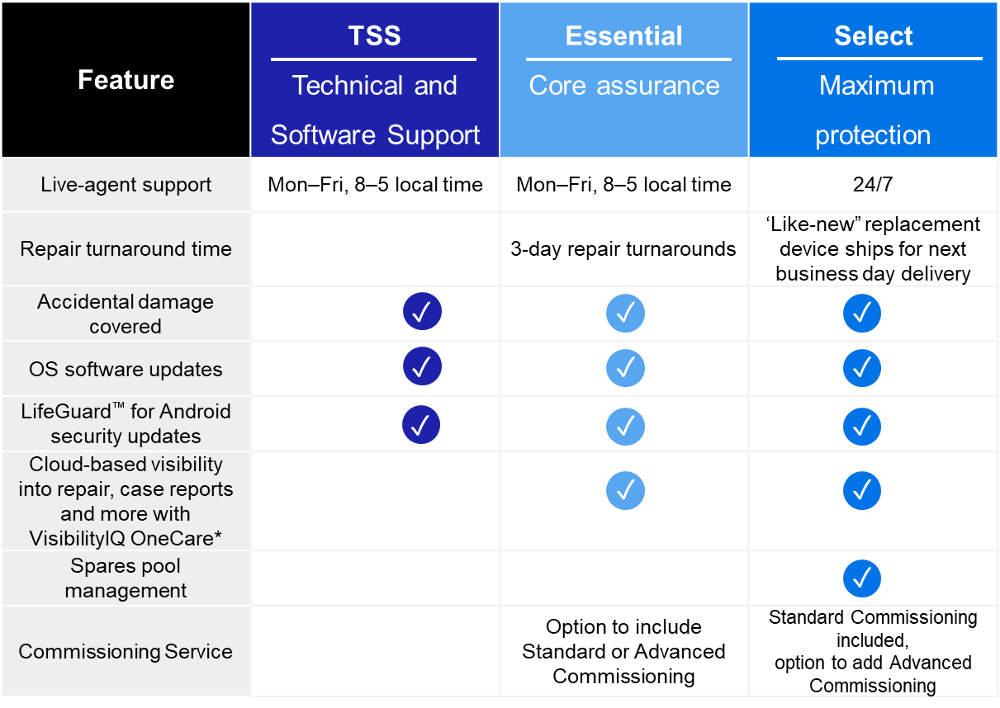 Feature
TSS
Technical and
Software Support
Essential
Core assurance
Select
Maximum
protection
Live-agent support
Mon–Fri, 8–5 local time
Mon–Fri, 8–5 local time
24/7
Repair turnaround time
3-day repair turnarounds
‘Like-new” replacement
device ships for next
business day delivery
Accidental damage
covered
✓
✓
✓
OS software updates
✓
✓
✓
LifeGuard™ for Android
security updates
✓
✓
✓
Cloud-based visibility
into repair, case reports
and more with
VisibilityIQ OneCare*
✓
✓
Spares pool
management
✓
Commissioning Service
Option to include
Standard or Advanced
Commissioning
Standard Commissioning
included,
option to add Advanced
Commissioning